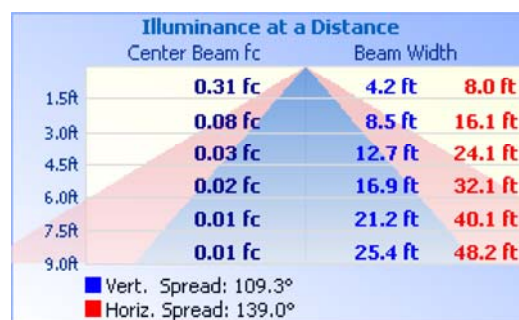 Illuminance at a Distance
Center Beam fc Beam Width
1.5ft 0.31 fc 4.2 ft 8.0 ft
3.0ft 0.08 fc 8.5 ft 16.1 ft
4.5ft 0.03 fc 12.7 ft 24.1 ft
6.0ft 0.02 fc 16.9 ft 32.1 ft
7.5ft 0.01 fc 21.2 ft 40.1 ft
9.0ft 0.01 fc 25.4 ft 48.2 ft
Vert. Spread: 109.3°
Horiz. Spread: 139.0°